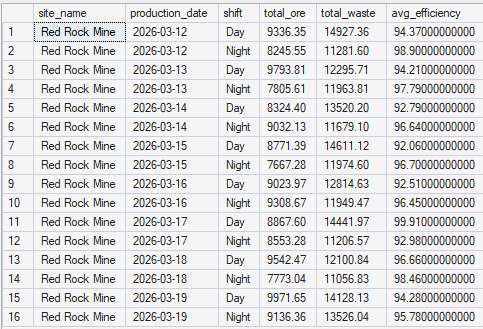 site_name production_date shift total_ore total_waste avg_efficiency
1 Red Rock Mine 2026-03-12 Day 9336.35 14927.36 94.37000000000
2 Red Rock Mine 2026-03-12 Night 8245.55 11281.60 98.90000000000
3 Red Rock Mine 2026-03-13 Day 9793.81 12295.71 94.21000000000
4 Red Rock Mine 2026-03-13 Night 7805.61 11963.81 97.79000000000
5 Red Rock Mine 2026-03-14 Day 8324.40 13520.20 92.79000000000
6 Red Rock Mine 2026-03-14 Night 9032.13 11679.10 96.64000000000
7 Red Rock Mine 2026-03-15 Day 8771.39 14611.12 92.06000000000
8 Red Rock Mine 2026-03-15 Night 7667.28 11974.60 96.70000000000
9 Red Rock Mine 2026-03-16 Day 9023.97 12814.63 92.51000000000
10 Red Rock Mine 2026-03-16 Night 9308.67 11949.47 96.45000000000
11 Red Rock Mine 2026-03-17 Day 8867.60 14441.97 99.91000000000
12 Red Rock Mine 2026-03-17 Night 8553.28 11206.57 92.98000000000
13 Red Rock Mine 2026-03-18 Day 9542.47 12100.84 96.66000000000
14 Red Rock Mine 2026-03-18 Night 7773.04 11056.83 98.46000000000
15 Red Rock Mine 2026-03-19 Day 9971.65 14128.13 94.28000000000
16 Red Rock Mine 2026-03-19 Night 9136.36 13526.04 95.78000000000